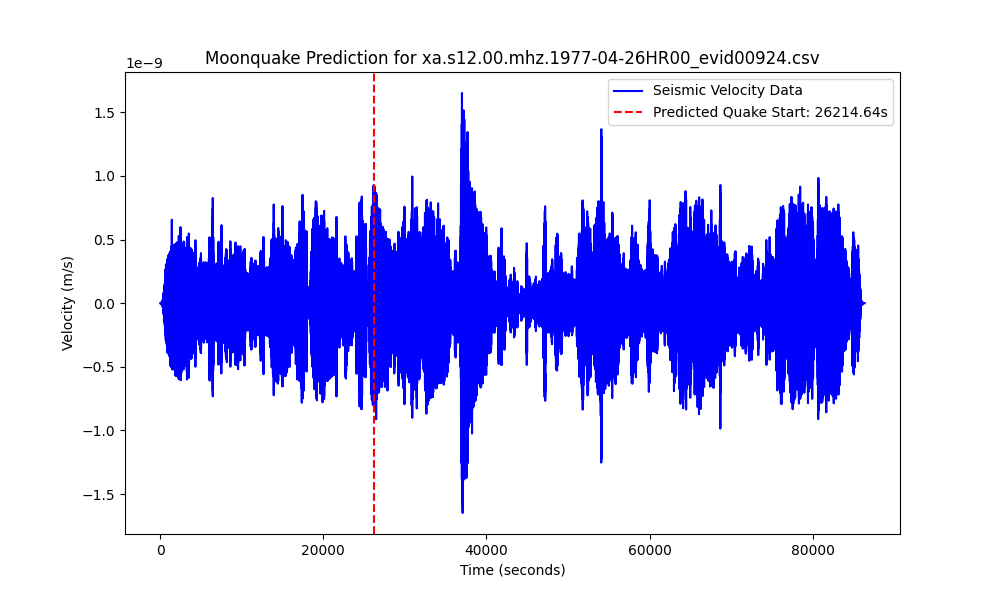 Moonquake Prediction for xa.s12.00.mhz.1977-04-26HR00_evid00924.csv
1e−9
Seismic Velocity Data
Predicted Quake Start: 26214.64s
1.5
1.0
0.5
0.0
−0.5
−1.0
−1.5
Velocity (m/s)
0 20000 40000 60000 80000
Time (seconds)